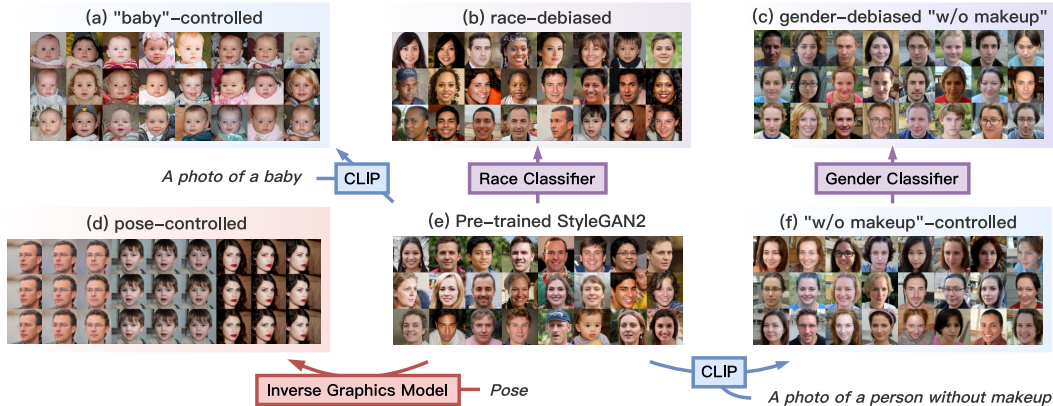 (a) "baby"-controlled
(b) race-debiased
(c) gender-debiased "w/o makeup"
A photo of a baby
CLIP
Race Classifier
Gender Classifier
(d) pose-controlled
(e) Pre-trained StyleGAN2
(f) "w/o makeup"-controlled
Inverse Graphics Model
Pose
CLIP
A photo of a person without makeup